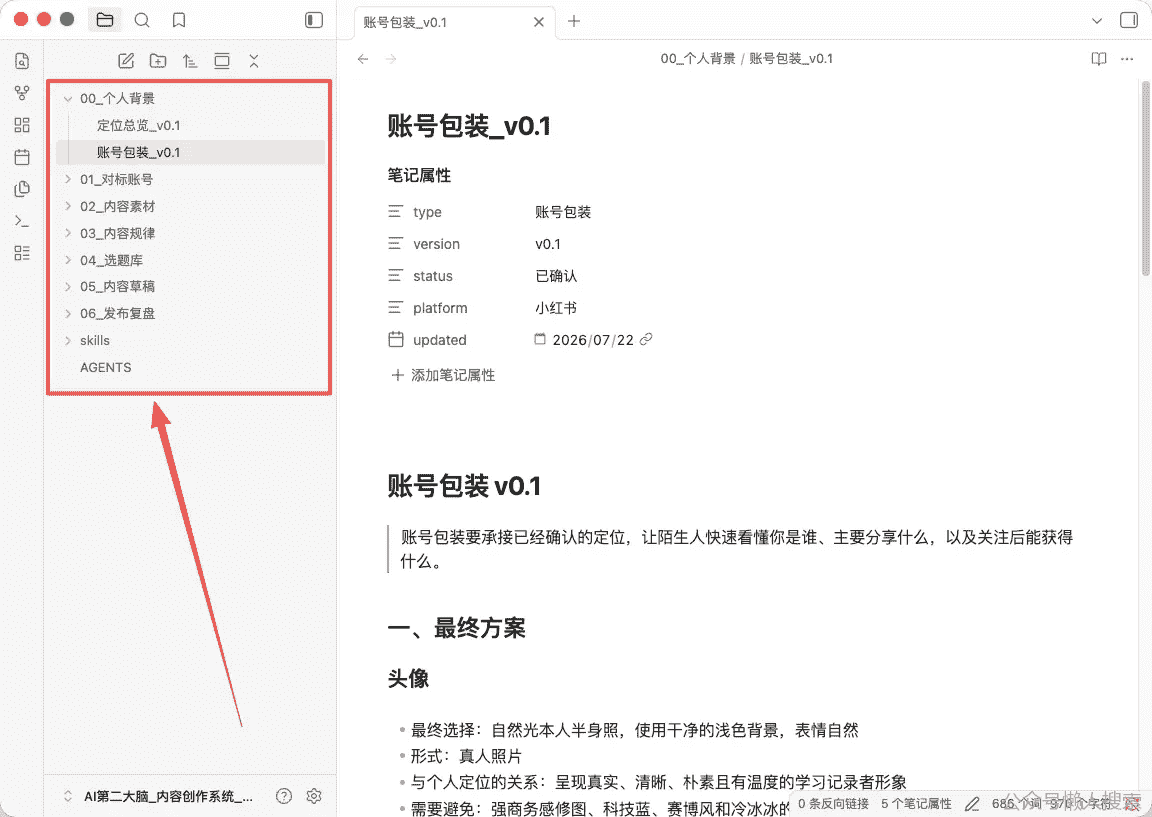 账号包装_v0.1
00_个人背景 / 账号包装_v0.1
00_个人背景
定位总览_v0.1
账号包装_v0.1
01_对标账号
02_内容素材
03_内容规律
04_选题库
05_内容草稿
06_发布复盘
skills
AGENTS
AI第二大脑_内容创作系统_...
账号包装_v0.1
笔记属性
type 账号包装
version v0.1
status 已确认
platform 小红书
updated 2026/07/22
添加笔记属性
账号包装 v0.1
账号包装要承接已经确认的定位，让陌生人快速看懂你是谁、主要分享什么，以及关注后能获得
什么。
一、最终方案
头像
最终选择：自然光本人半身照，使用干净的浅色背景，表情自然
形式：真人照片
与个人定位的关系：呈现真实、清晰、朴素且有温度的学习记录者形象
需要避免：强商务感修图、科技蓝、赛博风和冷冰冰的
0 条反向链接 5 个笔记属性
公众号懒人搜索